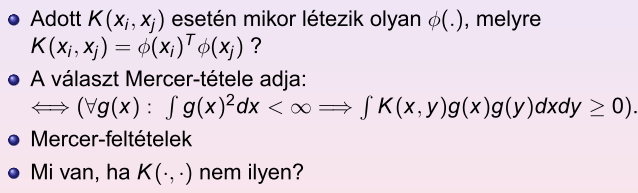 Adott K(xᵢ, xⱼ) esetén mikor létezik olyan ϕ(.), melyre
K(xᵢ, xⱼ) = ϕ(xᵢ)ᵀϕ(xⱼ) ?
A választ Mercer-tétele adja:
⟺ (∀g(x) : ∫ g(x)²dx < ∞ ⟹ ∫ K(x, y)g(x)g(y)dxdy ≥ 0).
Mercer-feltételek
Mi van, ha K(·, ·) nem ilyen?